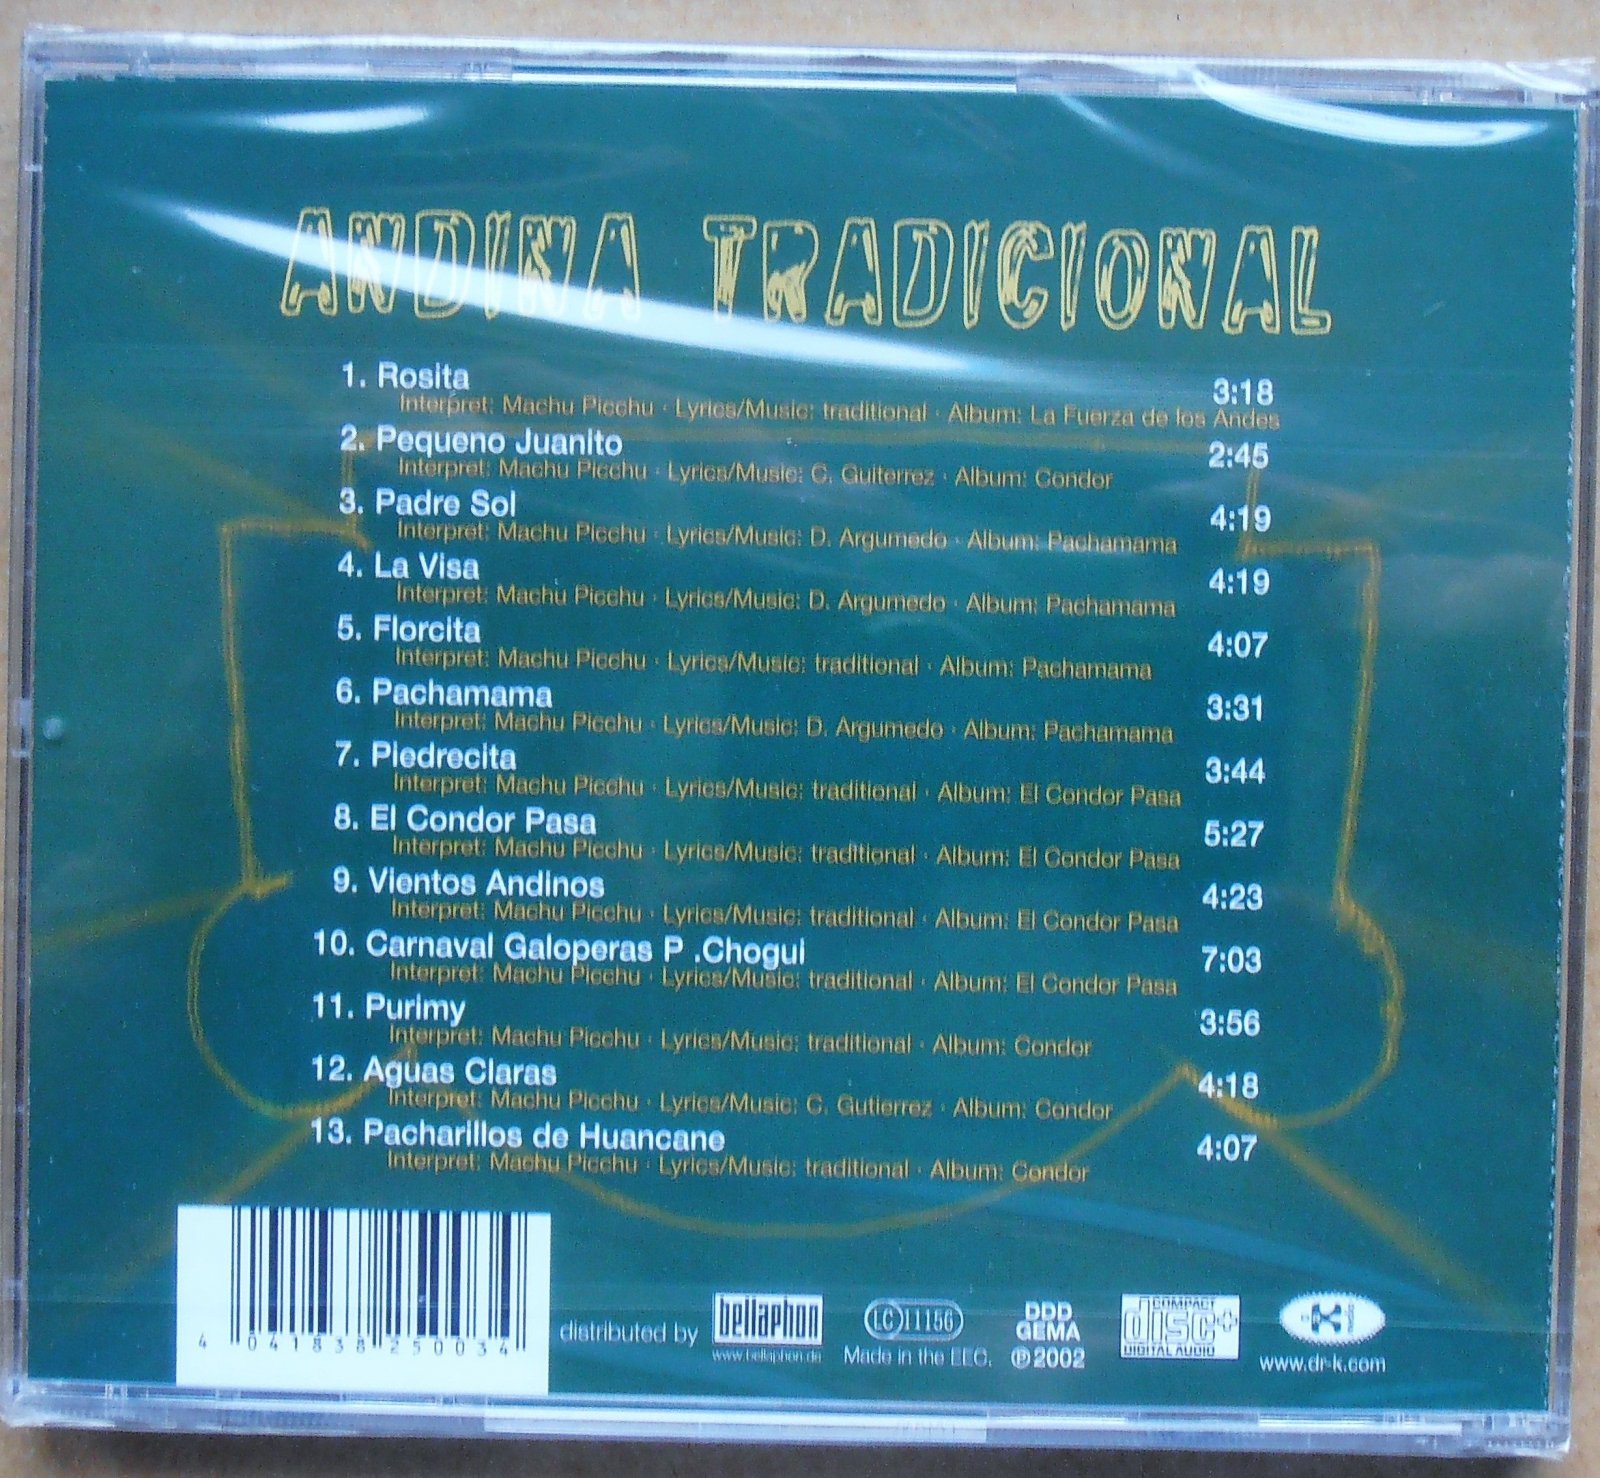 ANDINA TRADICIONAL
1. Rosita 3:18
Interpret: Machu Picchu · Lyrics/Music: traditional · Album: La Fuerza de los Andes
2. Pequeno Juanito 2:45
Interpret: Machu Picchu · Lyrics/Music: C. Guiterrez · Album: Condor
3. Padre Sol 4:19
Interpret: Machu Picchu · Lyrics/Music: D. Argumedo · Album: Pachamama
4. La Visa 4:19
Interpret: Machu Picchu · Lyrics/Music: D. Argumedo · Album: Pachamama
5. Florcita 4:07
Interpret: Machu Picchu · Lyrics/Music: traditional · Album: Pachamama
6. Pachamama 3:31
Interpret: Machu Picchu · Lyrics/Music: D. Argumedo · Album: Pachamama
7. Piedrecita 3:44
Interpret: Machu Picchu · Lyrics/Music: traditional · Album: El Condor Pasa
8. El Condor Pasa 5:27
Interpret: Machu Picchu · Lyrics/Music: traditional · Album: El Condor Pasa
9. Vientos Andinos 4:23
Interpret: Machu Picchu · Lyrics/Music: traditional · Album: El Condor Pasa
10. Carnaval Galoperas P .Chogui 7:03
Interpret: Machu Picchu · Lyrics/Music: traditional · Album: El Condor Pasa
11. Purimy 3:56
Interpret: Machu Picchu · Lyrics/Music: traditional · Album: Condor
12. Aguas Claras 4:18
Interpret: Machu Picchu · Lyrics/Music: C. Gutierrez · Album: Condor
13. Pacharillos de Huancane 4:07
Interpret: Machu Picchu · Lyrics/Music: traditional · Album: Condor
4 041838 250034
distributed by bellaphon
www.bellaphon.de
LC 11156
Made in the EEC.
DDD
GEMA
℗2002
COMPACT
disc+
DIGITAL AUDIO
K
www.dr-k.com